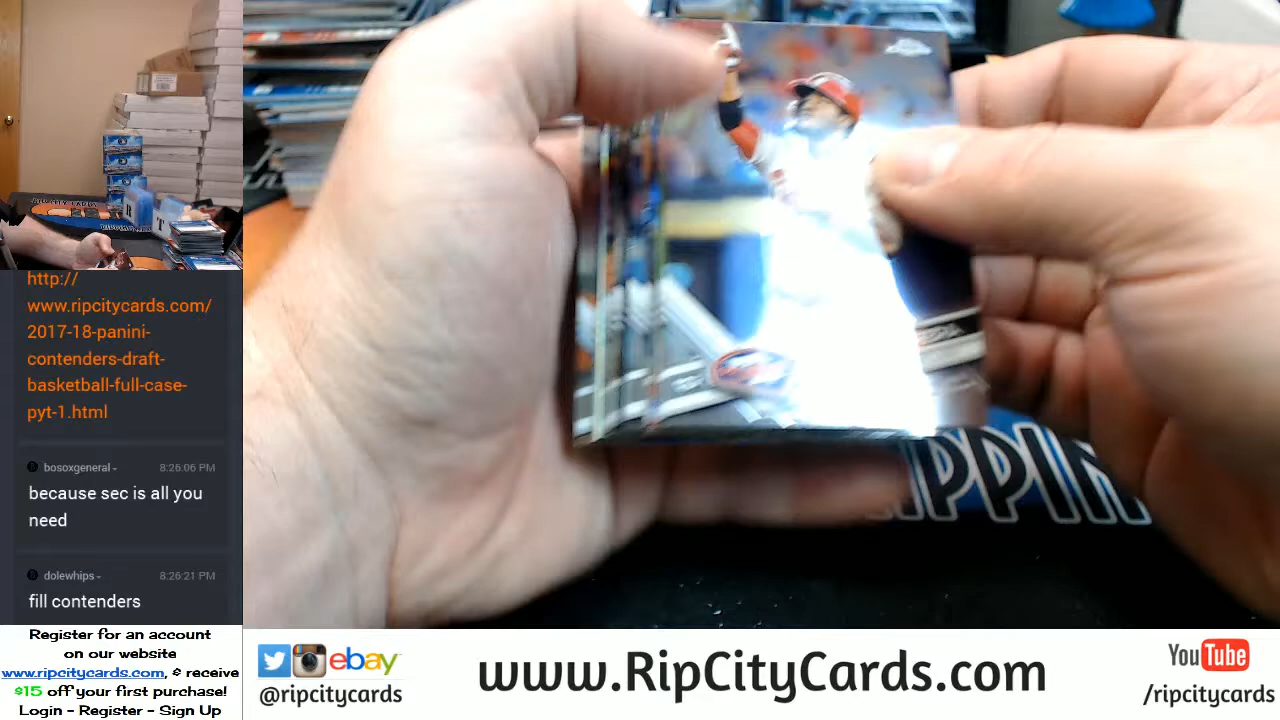 http://
www.ripcitycards.com/
2017-18-panini-
contenders-draft-
basketball-full-case-
pyt-1.html
bosoxgeneral
8:26:06 PM
because sec is all you
need
dolewhips
8:26:21 PM
fill contenders
Register for an account
on our website
www.ripcitycards.com, & receive
$15 off your first purchase!
Login - Register - Sign Up
R
T
IPPIN
ebay
@ripcitycards
www.RipCityCards.com
YouTube
/ripcitycards